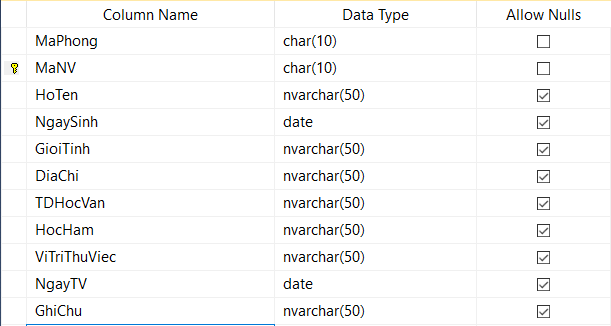 Column Name Data Type Allow Nulls
MaPhong char(10)
MaNV char(10)
HoTen nvarchar(50)
NgaySinh date
GioiTinh nvarchar(50)
DiaChi nvarchar(50)
TDHocVan nvarchar(50)
HocHam nvarchar(50)
ViTriThuViec nvarchar(50)
NgayTV date
GhiChu nvarchar(50)